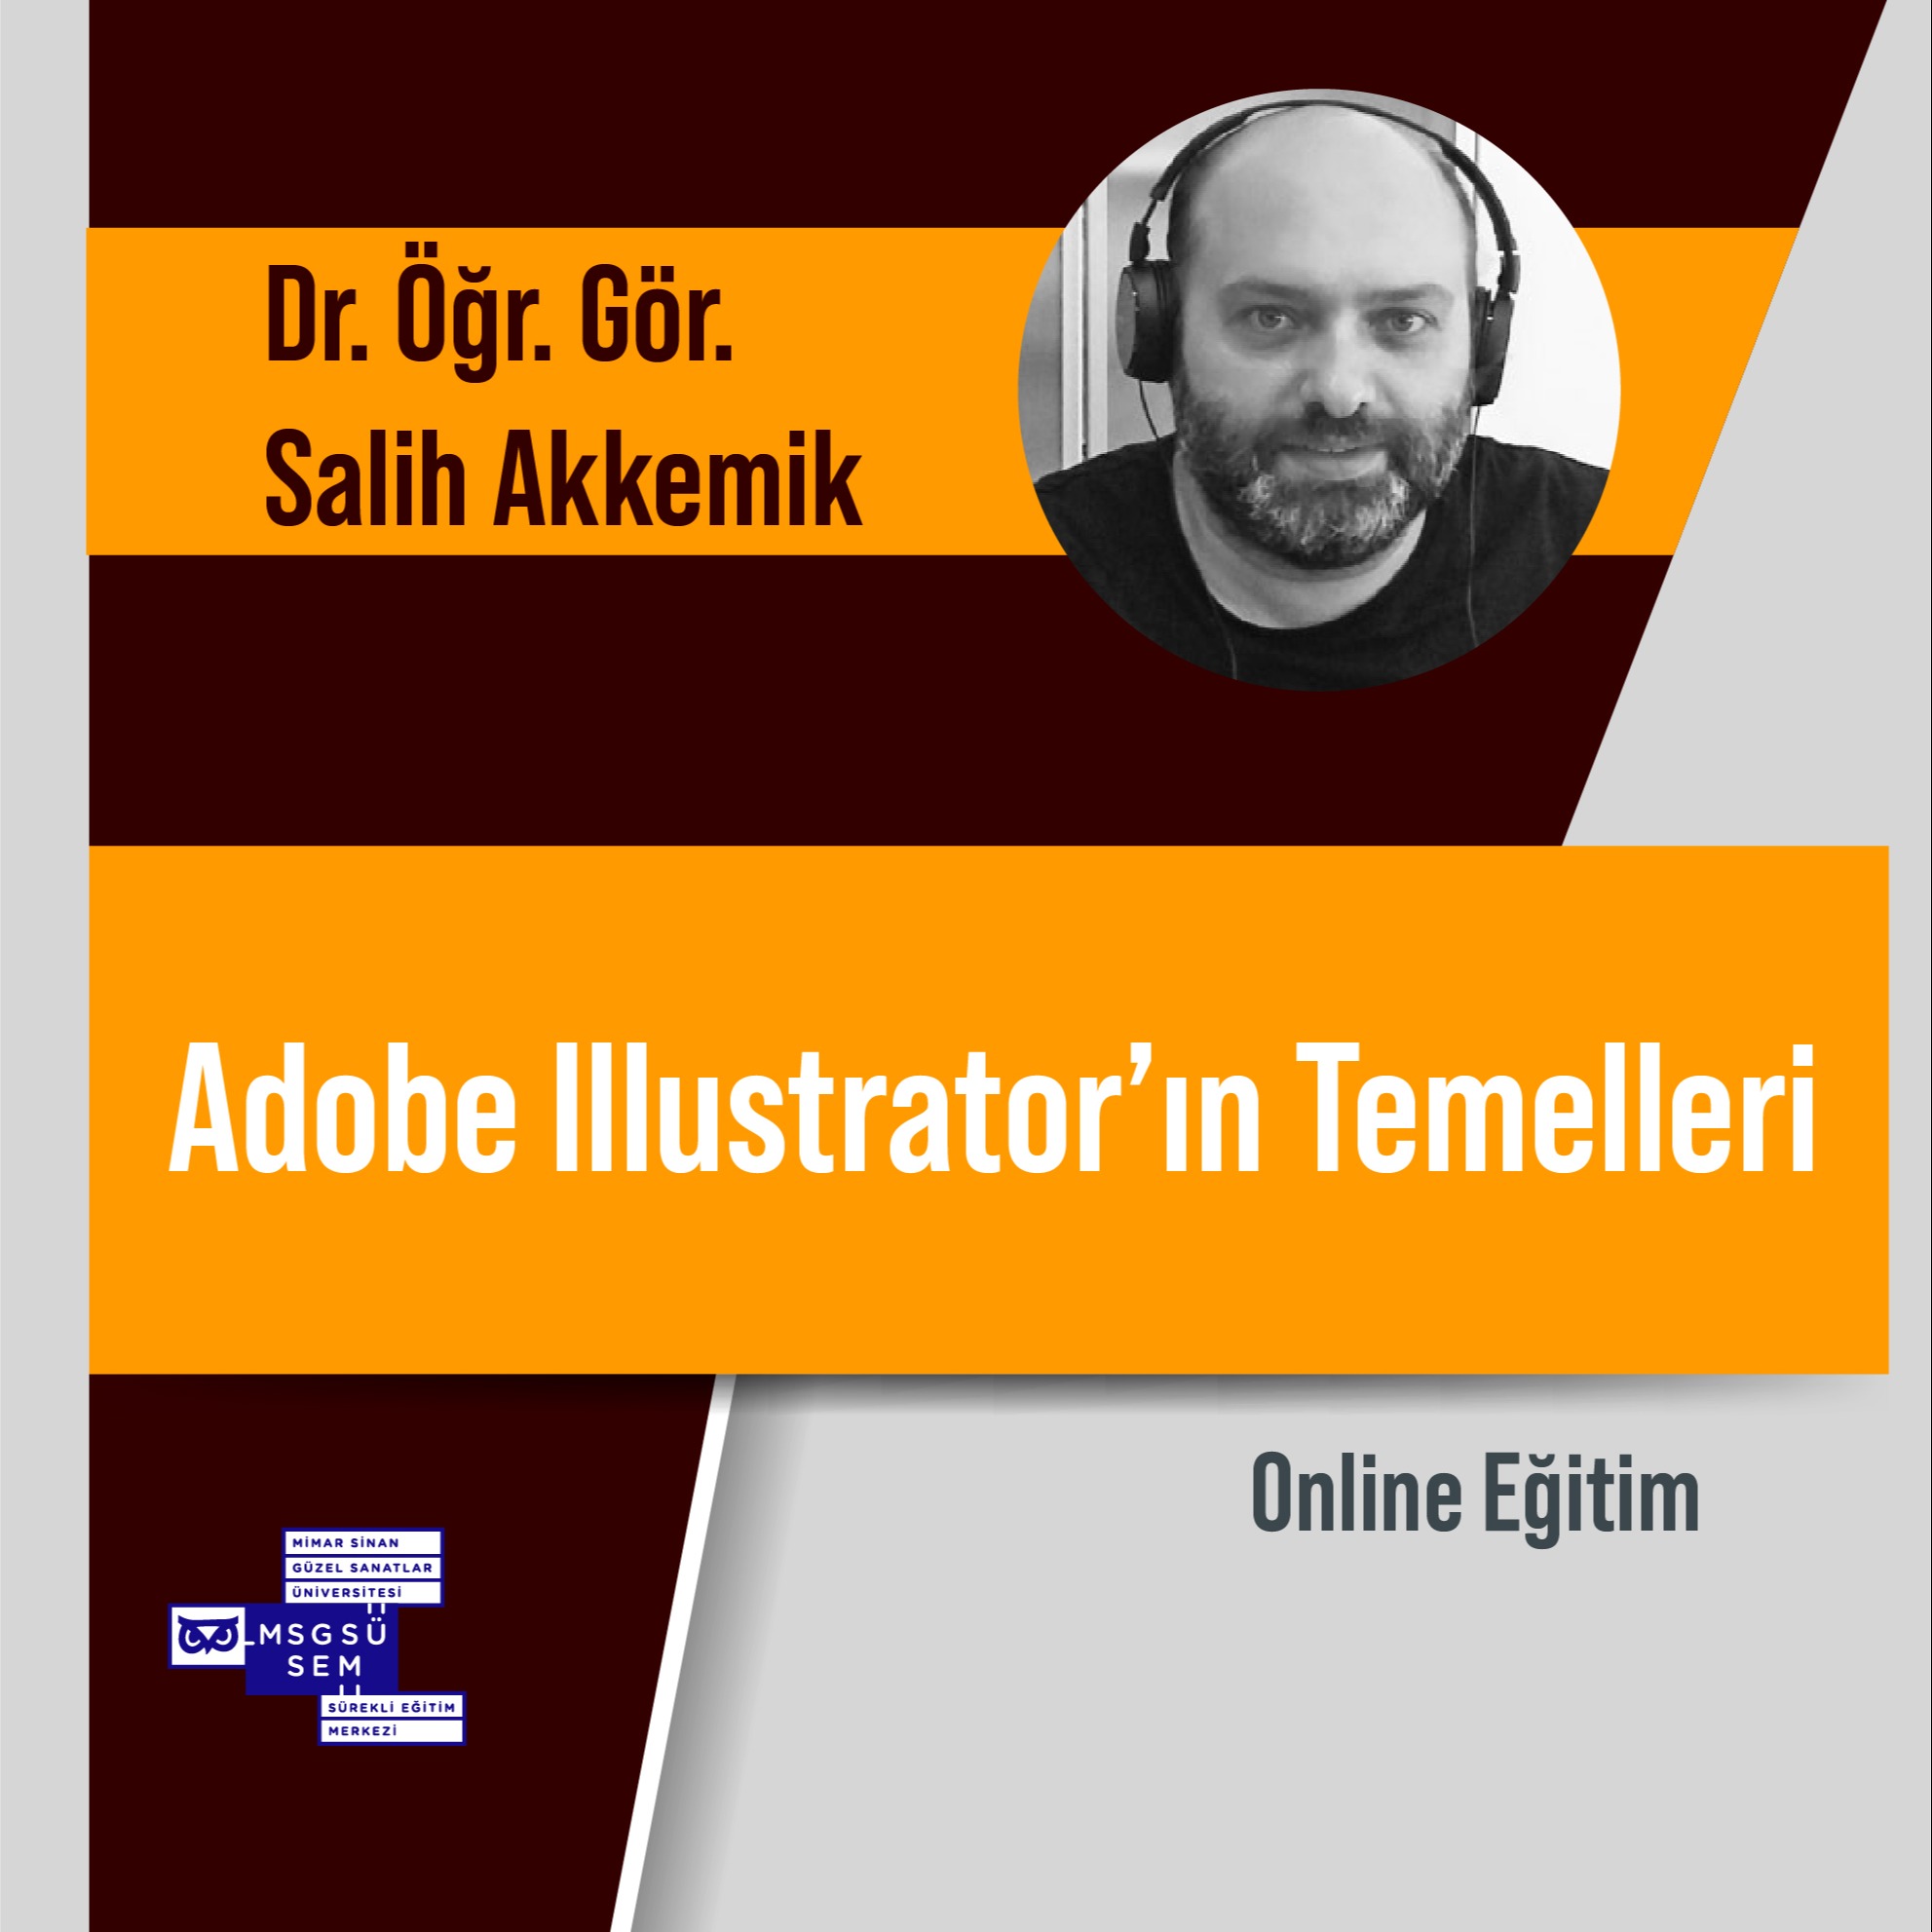 Dr. Öğr. Gör.
Salih Akkemik
Adobe Illustrator’ın Temelleri
Online Eğitim
MİMAR SİNAN
GÜZEL SANATLAR
ÜNİVERSİTESİ
MSGSÜ
SEM
SÜREKLİ EĞİTİM
MERKEZİ